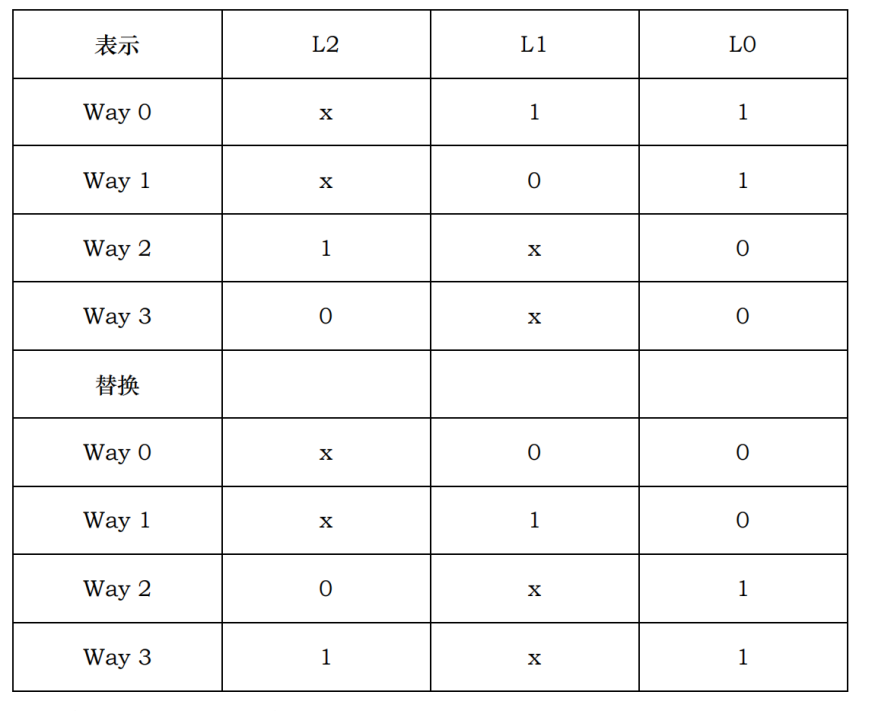 表示 L2 L1 L0
Way 0 x 1 1
Way 1 x 0 1
Way 2 1 x 0
Way 3 0 x 0
替换
Way 0 x 0 0
Way 1 x 1 0
Way 2 0 x 1
Way 3 1 x 1